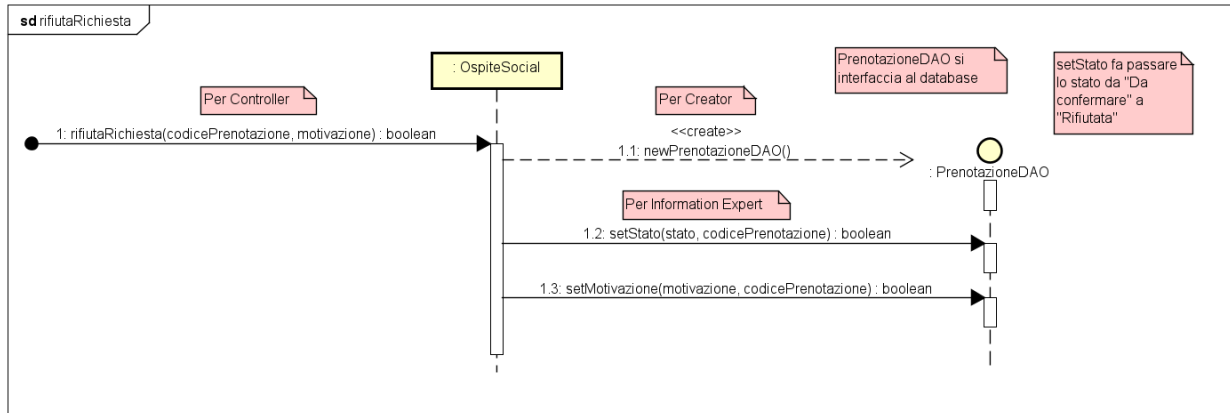 sd rifiutaRichiesta
: OspiteSocial
PrenotazioneDAO si
interfaccia al database
setStato fa passare
lo stato da "Da
confermare" a
"Rifiutata"
Per Controller
Per Creator
1: rifiutaRichiesta(codicePrenotazione, motivazione) : boolean
<<create>>
1.1: newPrenotazioneDAO()
: PrenotazioneDAO
Per Information Expert
1.2: setStato(stato, codicePrenotazione) : boolean
1.3: setMotivazione(motivazione, codicePrenotazione) : boolean